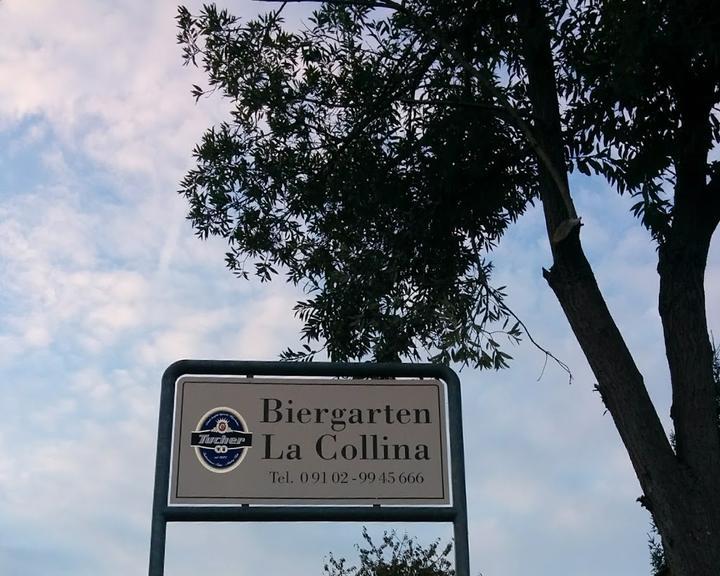 Tucher
Biergarten
La Collina
Tel. 0 91 02 - 99 45 666